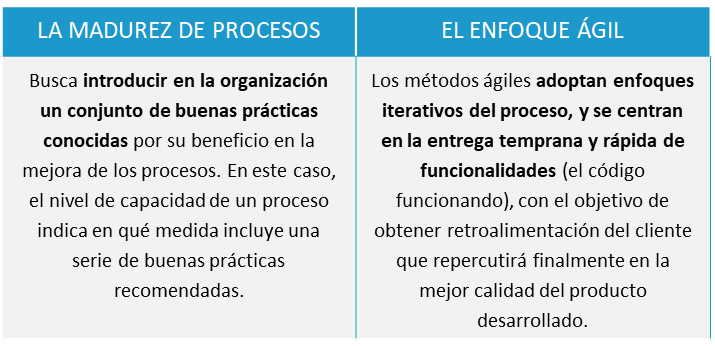 LA MADUREZ DE PROCESOS
Busca introducir en la organización
un conjunto de buenas prácticas
conocidas por su beneficio en la
mejora de los procesos. En este caso,
el nivel de capacidad de un proceso
indica en qué medida incluye una
serie de buenas prácticas
recomendadas.
EL ENFOQUE ÁGIL
Los métodos ágiles adoptan enfoques
iterativos del proceso, y se centran
en la entrega temprana y rápida de
funcionalidades (el código
funcionando), con el objetivo de
obtener retroalimentación del cliente
que repercutirá finalmente en la
mejor calidad del producto
desarrollado.